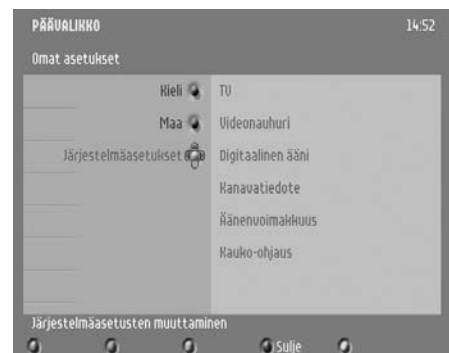 PÄÄVALIKKO 14:52
Omat asetukset
Kieli TV
Maa Videonauhuri
Järjestelmäasetukset Digitaalinen ääni
Kanavatiedote
Äänenvoimakkuus
Kauko-ohjaus
Järjestelmäasetusten muuttaminen
Sulje